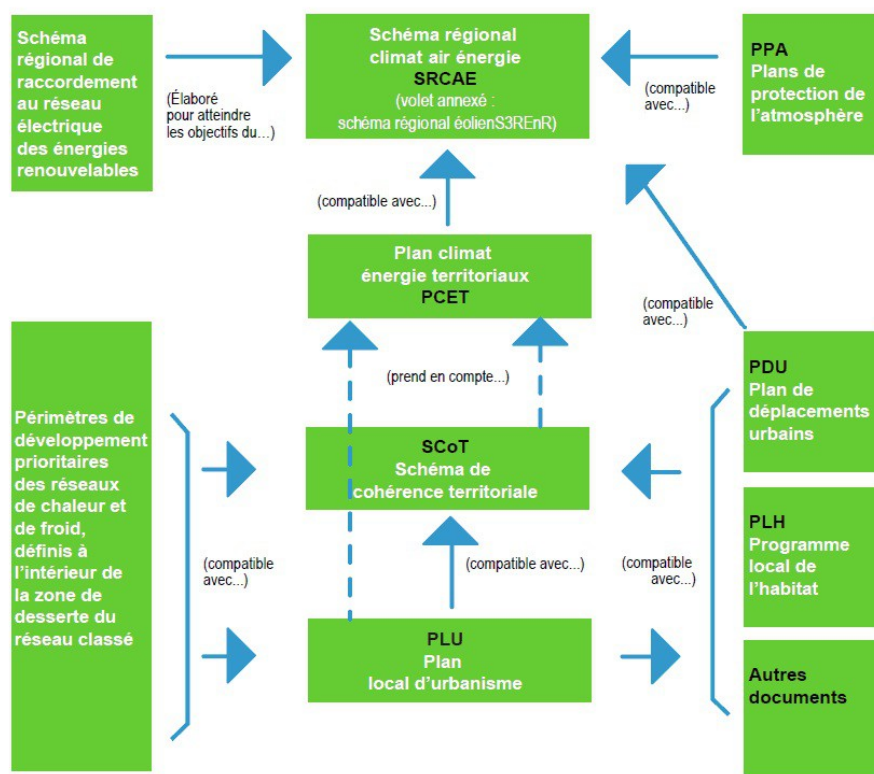 Schéma
régional de
raccordement
au réseau
électrique
des énergies
renouvelables
(Élaboré
pour atteindre
les objectifs du…)
Schéma régional
climat air énergie
SRCAE
(volet annexé :
schéma régional éolienS3REnR)
(compatible
avec...)
PPA
Plans de
protection de
l’atmosphère
(compatible avec...)
Plan climat
énergie territoriaux
PCET
(compatible
avec...)
(prend en compte...)
Périmètres de
développement
prioritaires
des réseaux
de chaleur et
de froid,
définis à
l’intérieur de
la zone de
desserte du
réseau classé
(compatible
avec...)
SCoT
Schéma de
cohérence territoriale
(compatible avec...)
PLU
Plan
local d’urbanisme
(compatible
avec...)
PDU
Plan de
déplacements
urbains
PLH
Programme
local de
l’habitat
Autres
documents